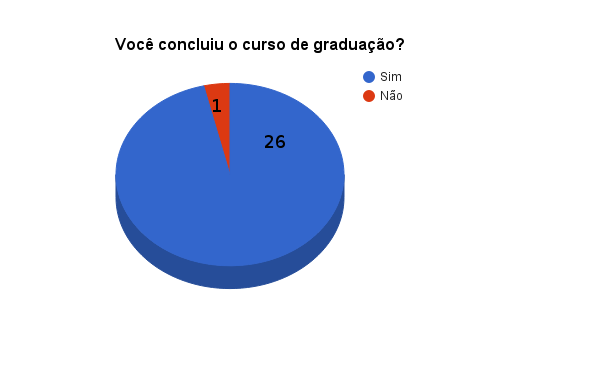 Você concluiu o curso de graduação?
Sim
Não
1
26